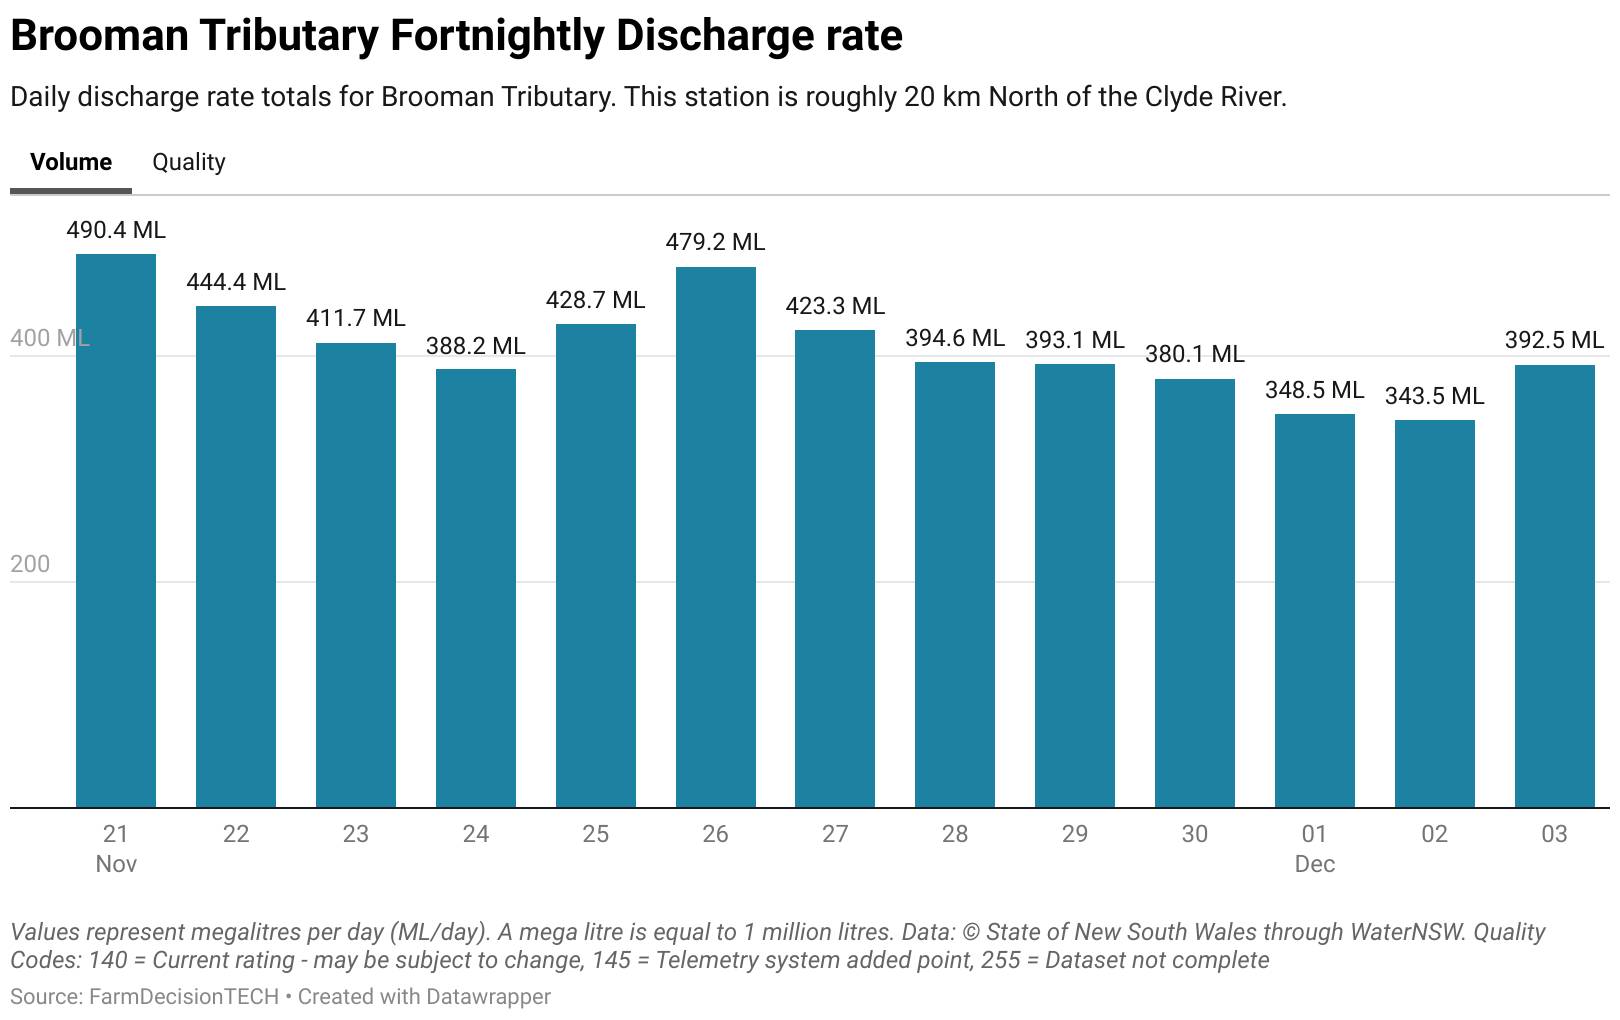 Brooman Tributary Fortnightly Discharge rate
Daily discharge rate totals for Brooman Tributary. This station is roughly 20 km North of the Clyde River.
Volume Quality
490.4 ML
444.4 ML
411.7 ML
388.2 ML
428.7 ML
479.2 ML
423.3 ML
394.6 ML
393.1 ML
380.1 ML
348.5 ML
343.5 ML
392.5 ML
400 ML
200
21 22 23 24 25 26 27 28 29 30 01 02 03
Nov Dec
Values represent megalitres per day (ML/day). A mega litre is equal to 1 million litres. Data: © State of New South Wales through WaterNSW. Quality
Codes: 140 = Current rating - may be subject to change, 145 = Telemetry system added point, 255 = Dataset not complete
Source: FarmDecisionTECH • Created with Datawrapper